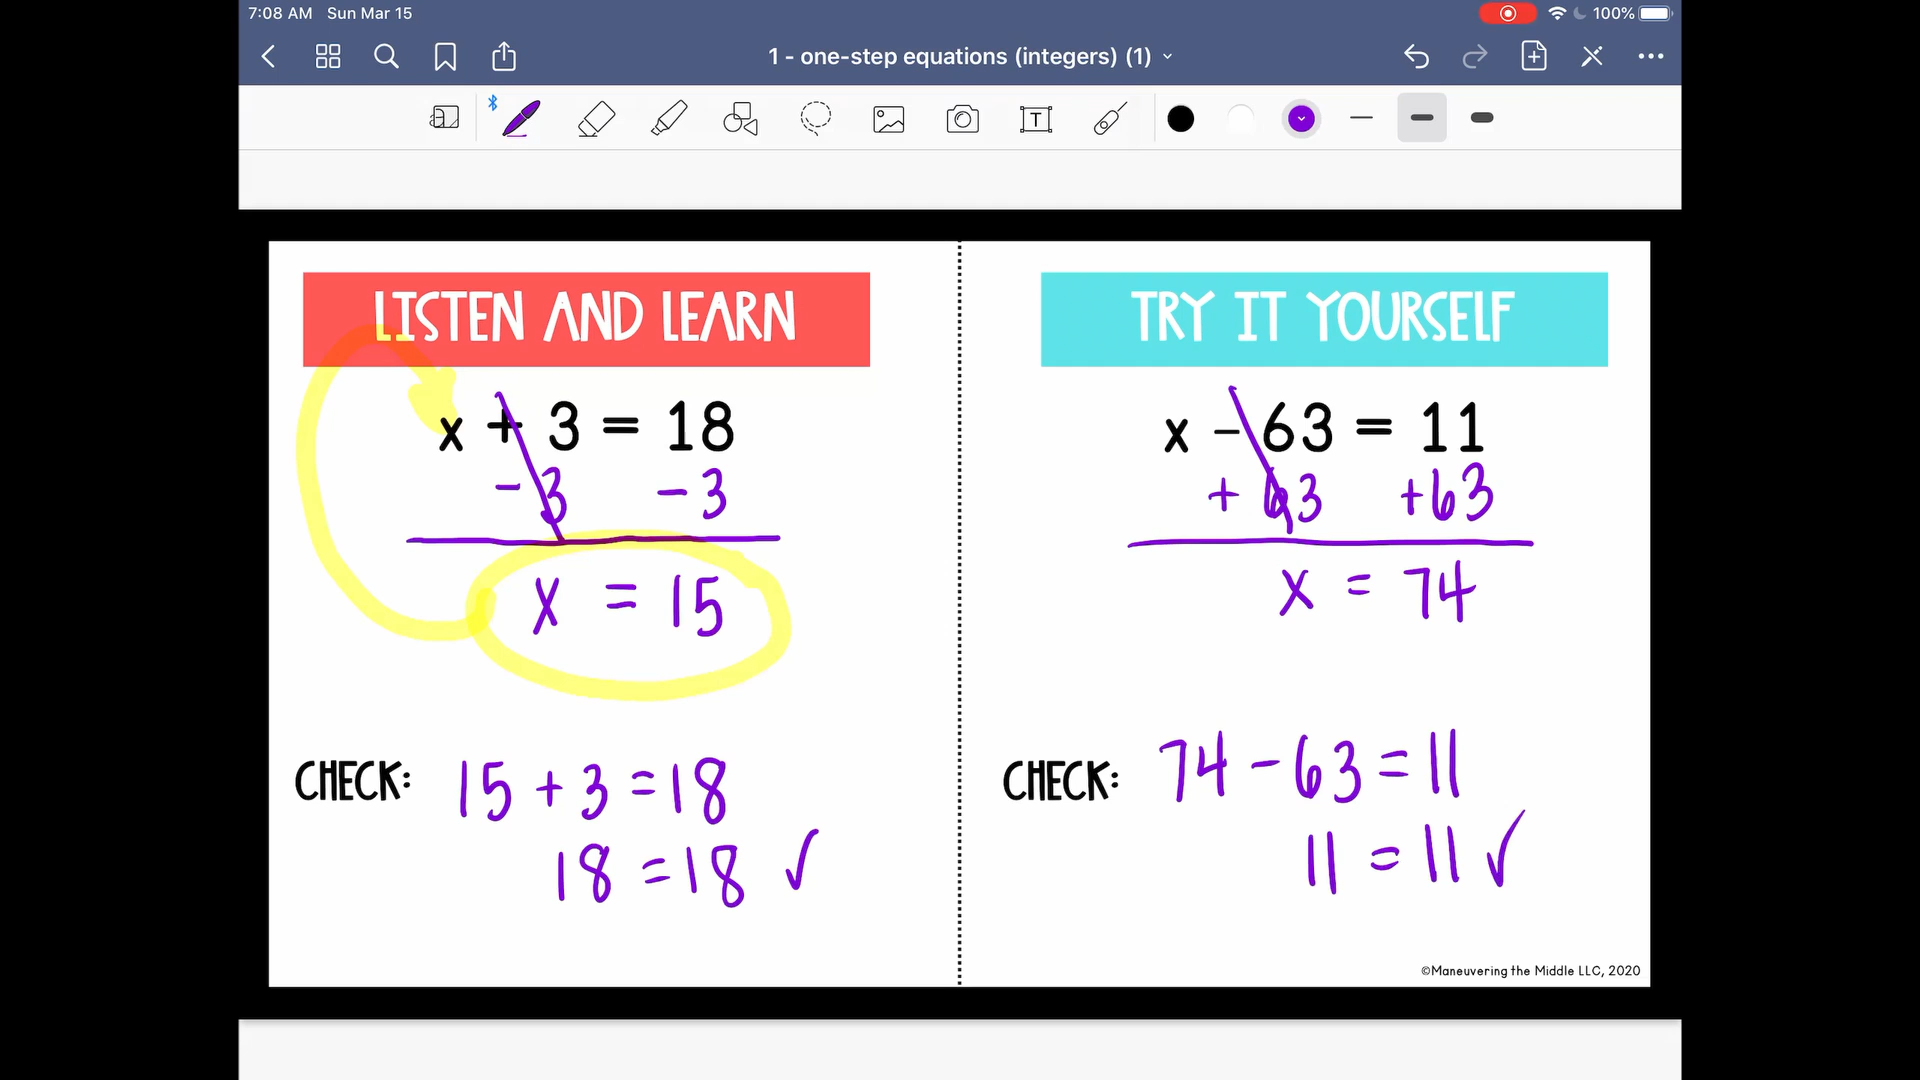 7:08 AM Sun Mar 15
100%
1 - one-step equations (integers) (1)
T
LISTEN AND LEARN
x + 3 = 18
- 3 - 3
x = 15
CHECK: 15 + 3 = 18
18 = 18 ✓
TRY IT YOURSELF
x - 63 = 11
+ 63 +63
x = 74
CHECK: 74 - 63 = 11
11 = 11 ✓
©Maneuvering the Middle LLC, 2020